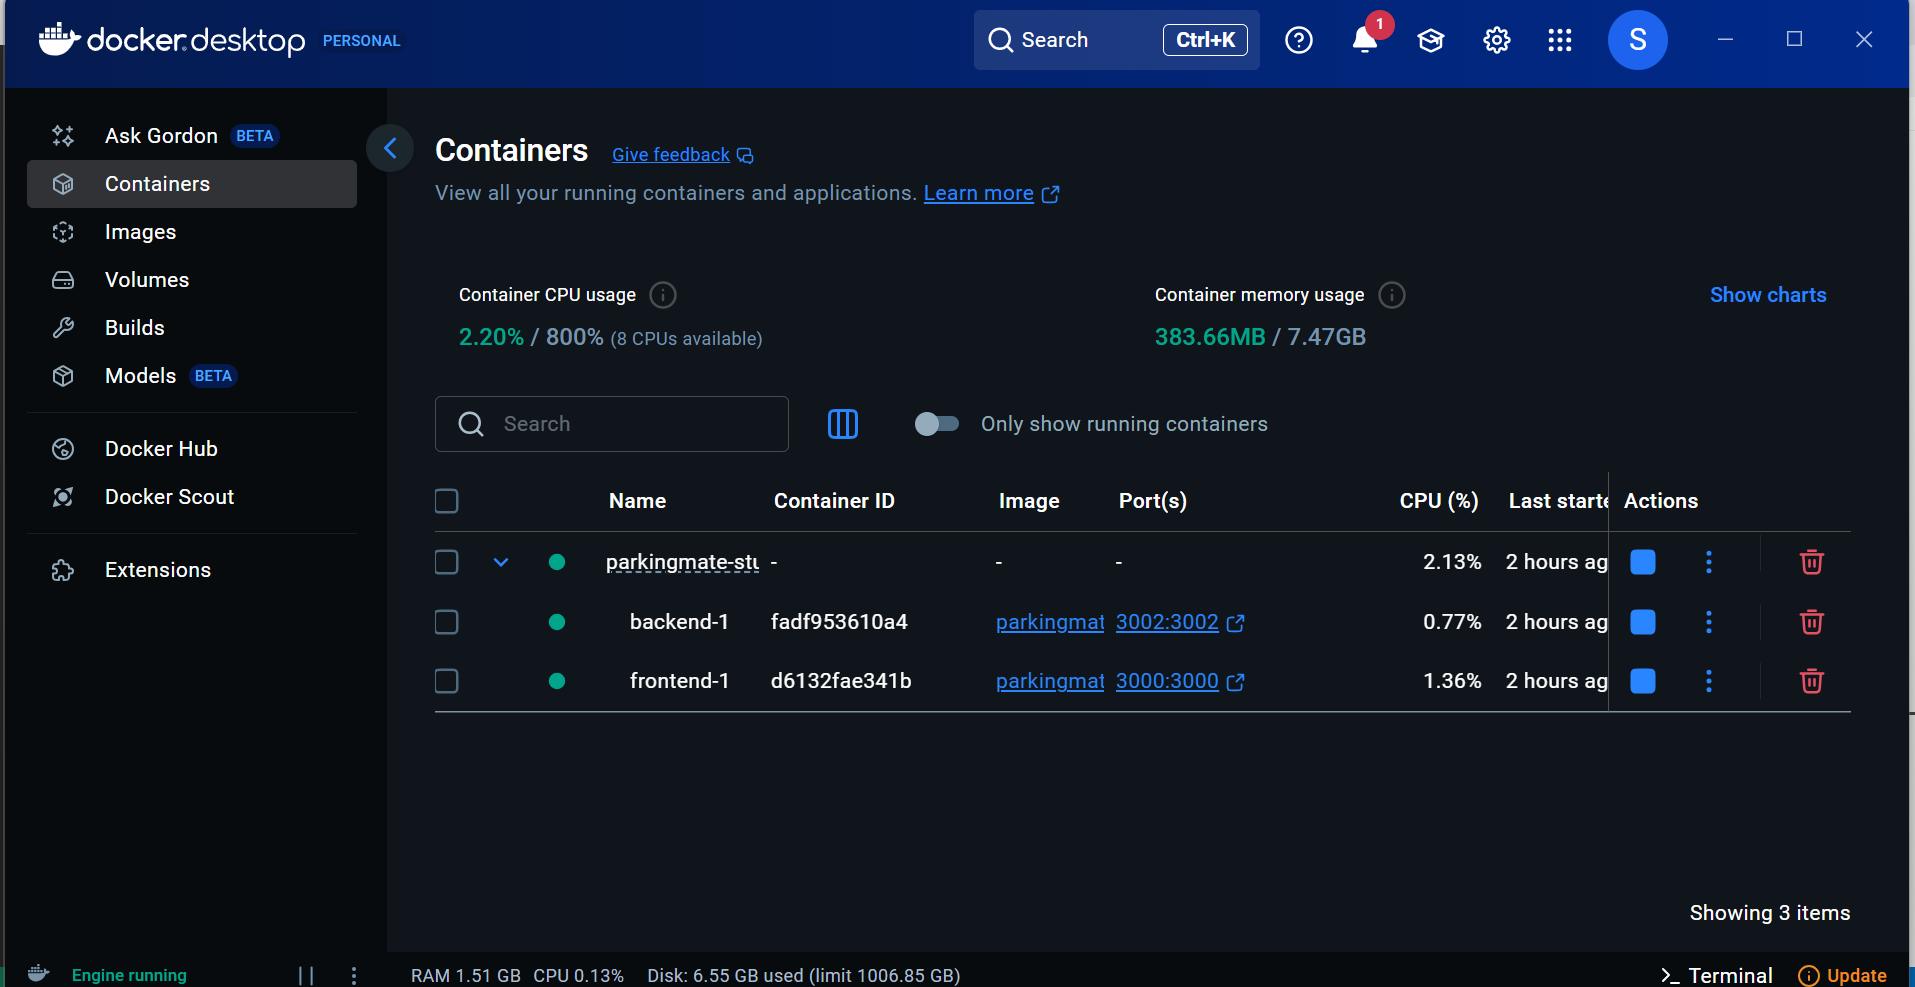 docker.desktop PERSONAL
Search Ctrl+K
1
S
Ask Gordon BETA
Containers
Images
Volumes
Builds
Models BETA
Docker Hub
Docker Scout
Extensions
Containers Give feedback
View all your running containers and applications. Learn more
Container CPU usage
2.20% / 800% (8 CPUs available)
Container memory usage
383.66MB / 7.47GB
Show charts
Search
Only show running containers
Name Container ID Image Port(s) CPU (%) Last starte Actions
parkingmate-stu - - - 2.13% 2 hours ag
backend-1 fadf953610a4 parkingmat 3002:3002 0.77% 2 hours ag
frontend-1 d6132fae341b parkingmat 3000:3000 1.36% 2 hours ag
Showing 3 items
Engine running
RAM 1.51 GB CPU 0.13% Disk: 6.55 GB used (limit 1006.85 GB)
>_ Terminal
Update